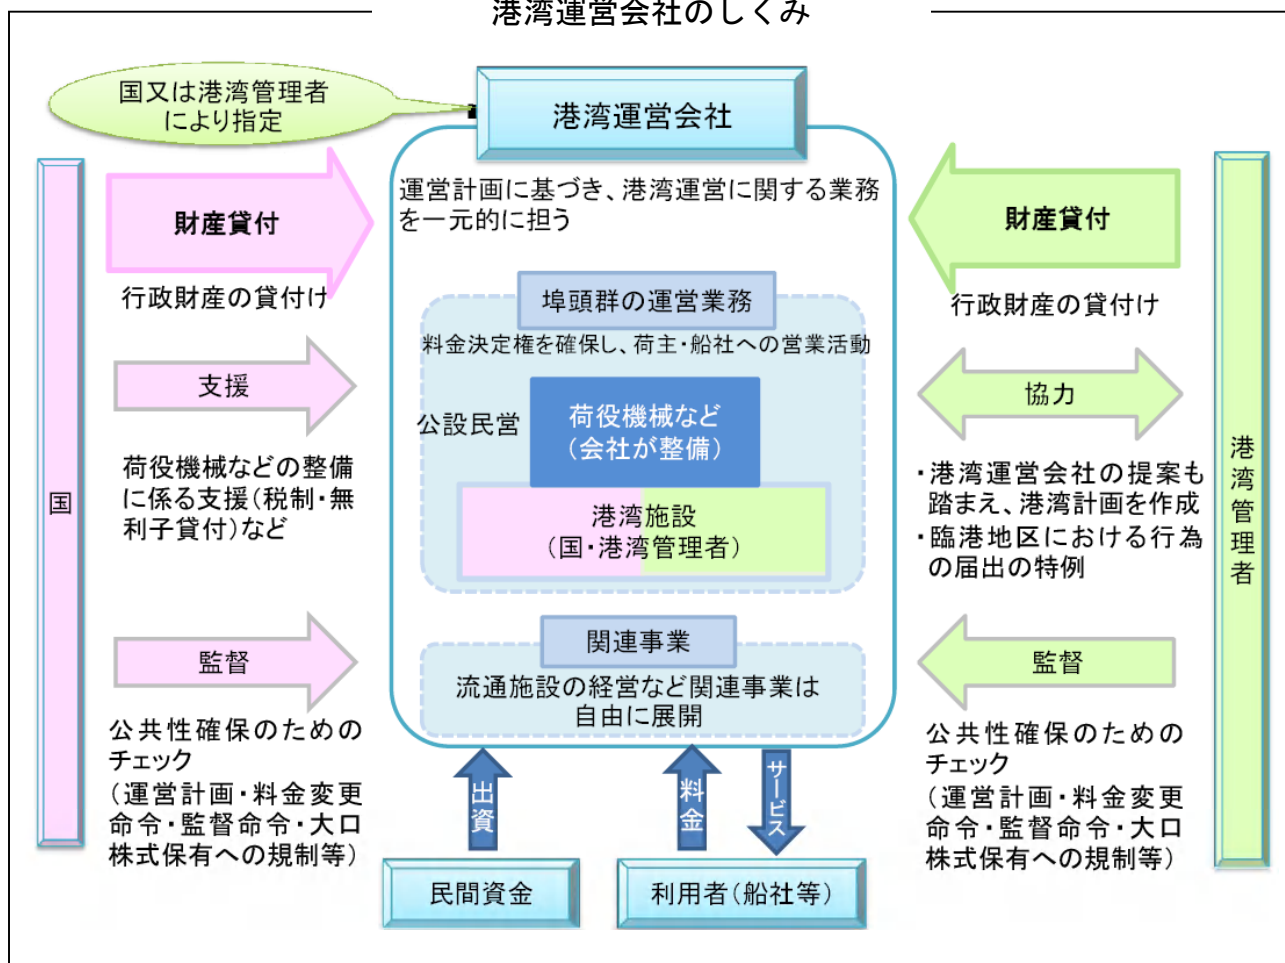 港湾運営会社のしくみ
国又は港湾管理者
により指定
港湾運営会社
運営計画に基づき、港湾運営に関する業務
を一元的に担う
国
財産貸付
行政財産の貸付け
支援
荷役機械などの整備
に係る支援(税制・無
利子貸付)など
監督
公共性確保のための
チェック
(運営計画・料金変更
命令・監督命令・大口
株式保有への規制等)
埠頭群の運営業務
料金決定権を確保し、荷主・船社への営業活動
公設民営
荷役機械など
(会社が整備)
港湾施設
(国・港湾管理者)
関連事業
流通施設の経営など関連事業は
自由に展開
出資
料金
サービス
民間資金
利用者(船社等)
財産貸付
行政財産の貸付け
協力
・港湾運営会社の提案も
踏まえ、港湾計画を作成
・臨港地区における行為
の届出の特例
監督
公共性確保のための
チェック
(運営計画・料金変更
命令・監督命令・大口
株式保有への規制等)
港湾管理者